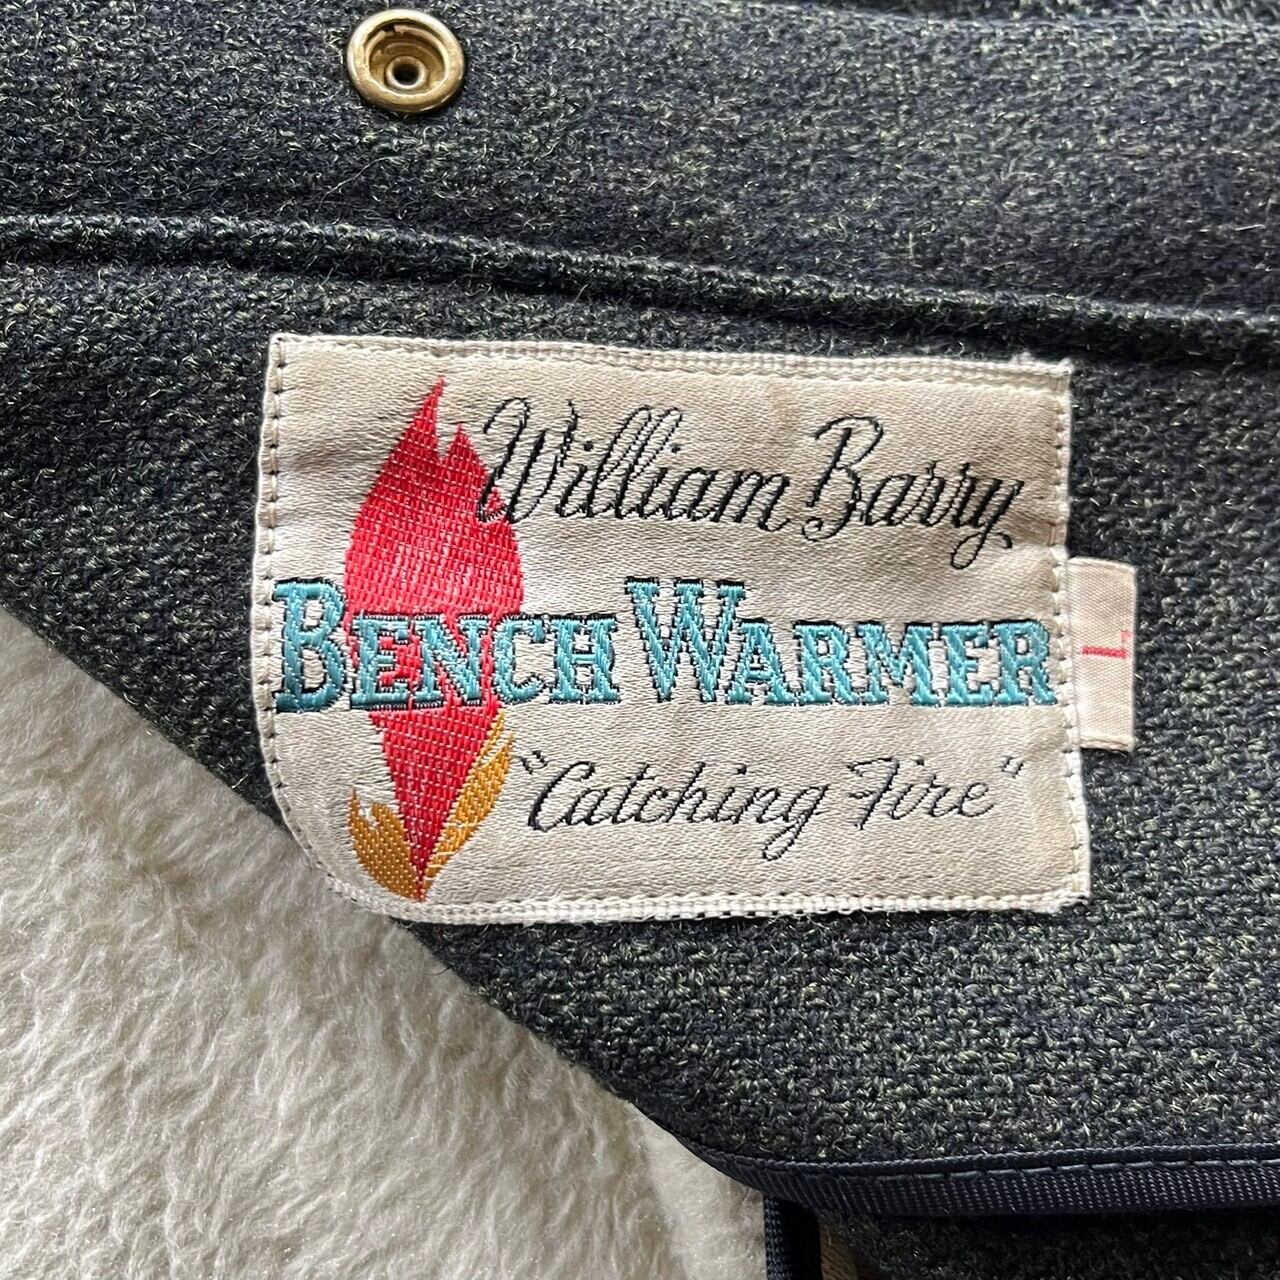 William Barry
BENCH WARMER
"Catching Fire"
L